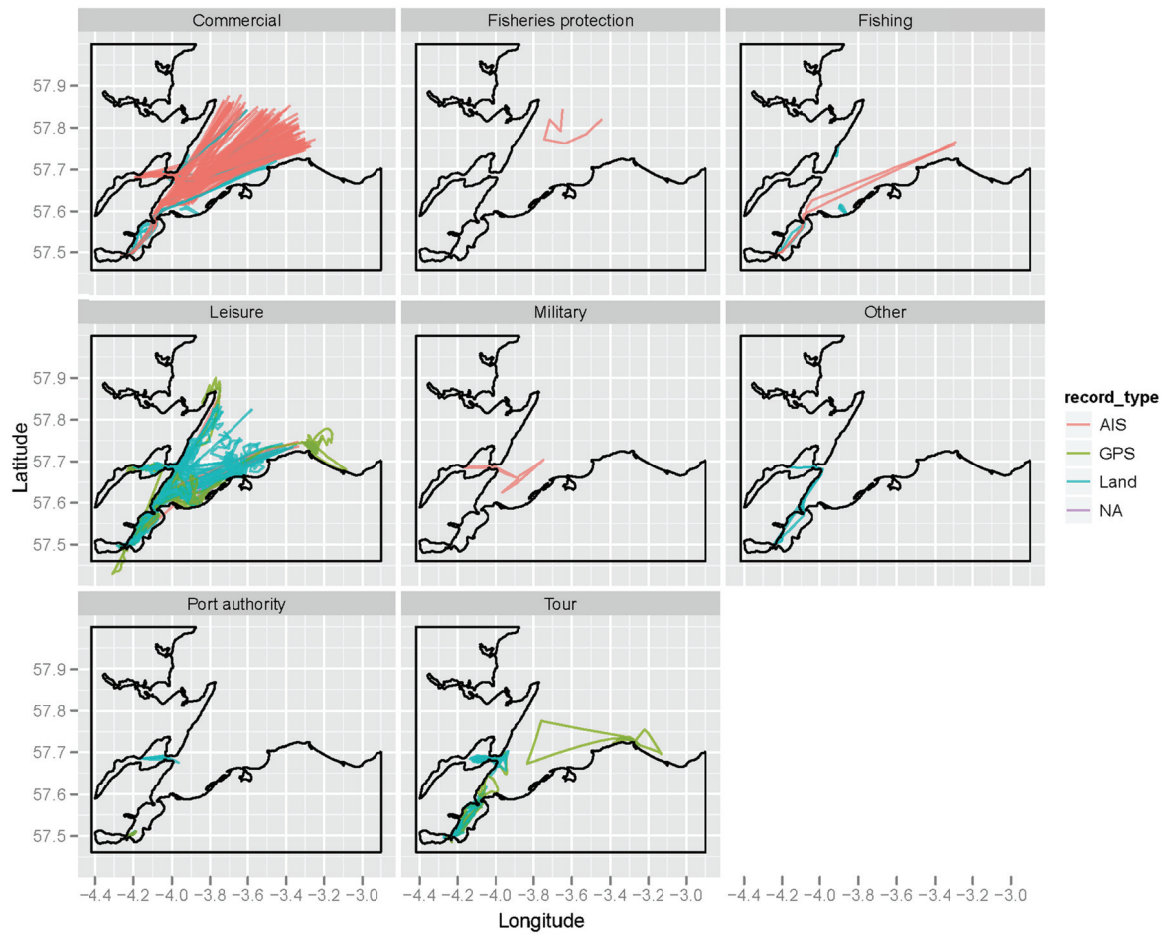 Commercial
Fisheries protection
Fishing
57.9
57.8
57.7
57.6
57.5
Leisure
Military
Other
57.9
57.8
57.7
57.6
57.5
Latitude
record_type
AIS
GPS
Land
NA
Port authority
Tour
57.9
57.8
57.7
57.6
57.5
−4.4 −4.2 −4.0 −3.8 −3.6 −3.4 −3.2 −3.0
−4.4 −4.2 −4.0 −3.8 −3.6 −3.4 −3.2 −3.0
−4.4 −4.2 −4.0 −3.8 −3.6 −3.4 −3.2 −3.0
Longitude